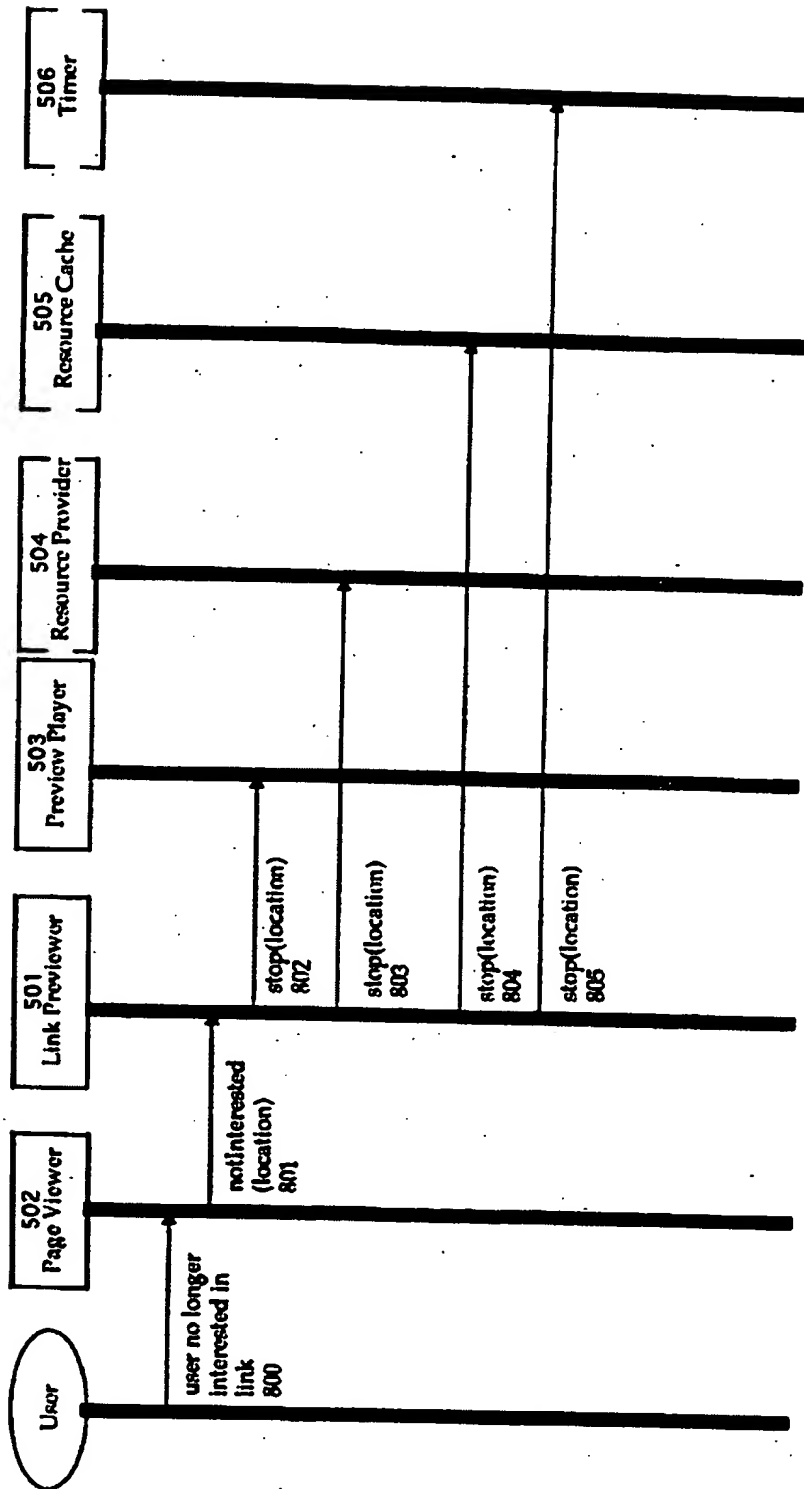 User
502
Page Viewer
501
Link Previewer
503
Preview Player
504
Resource Provider
505
Resource Cache
506
Timer
user no longer
interested in
link
800
notInterested
(location)
801
stop(location)
802
stop(location)
803
stop(location)
804
stop(location)
805